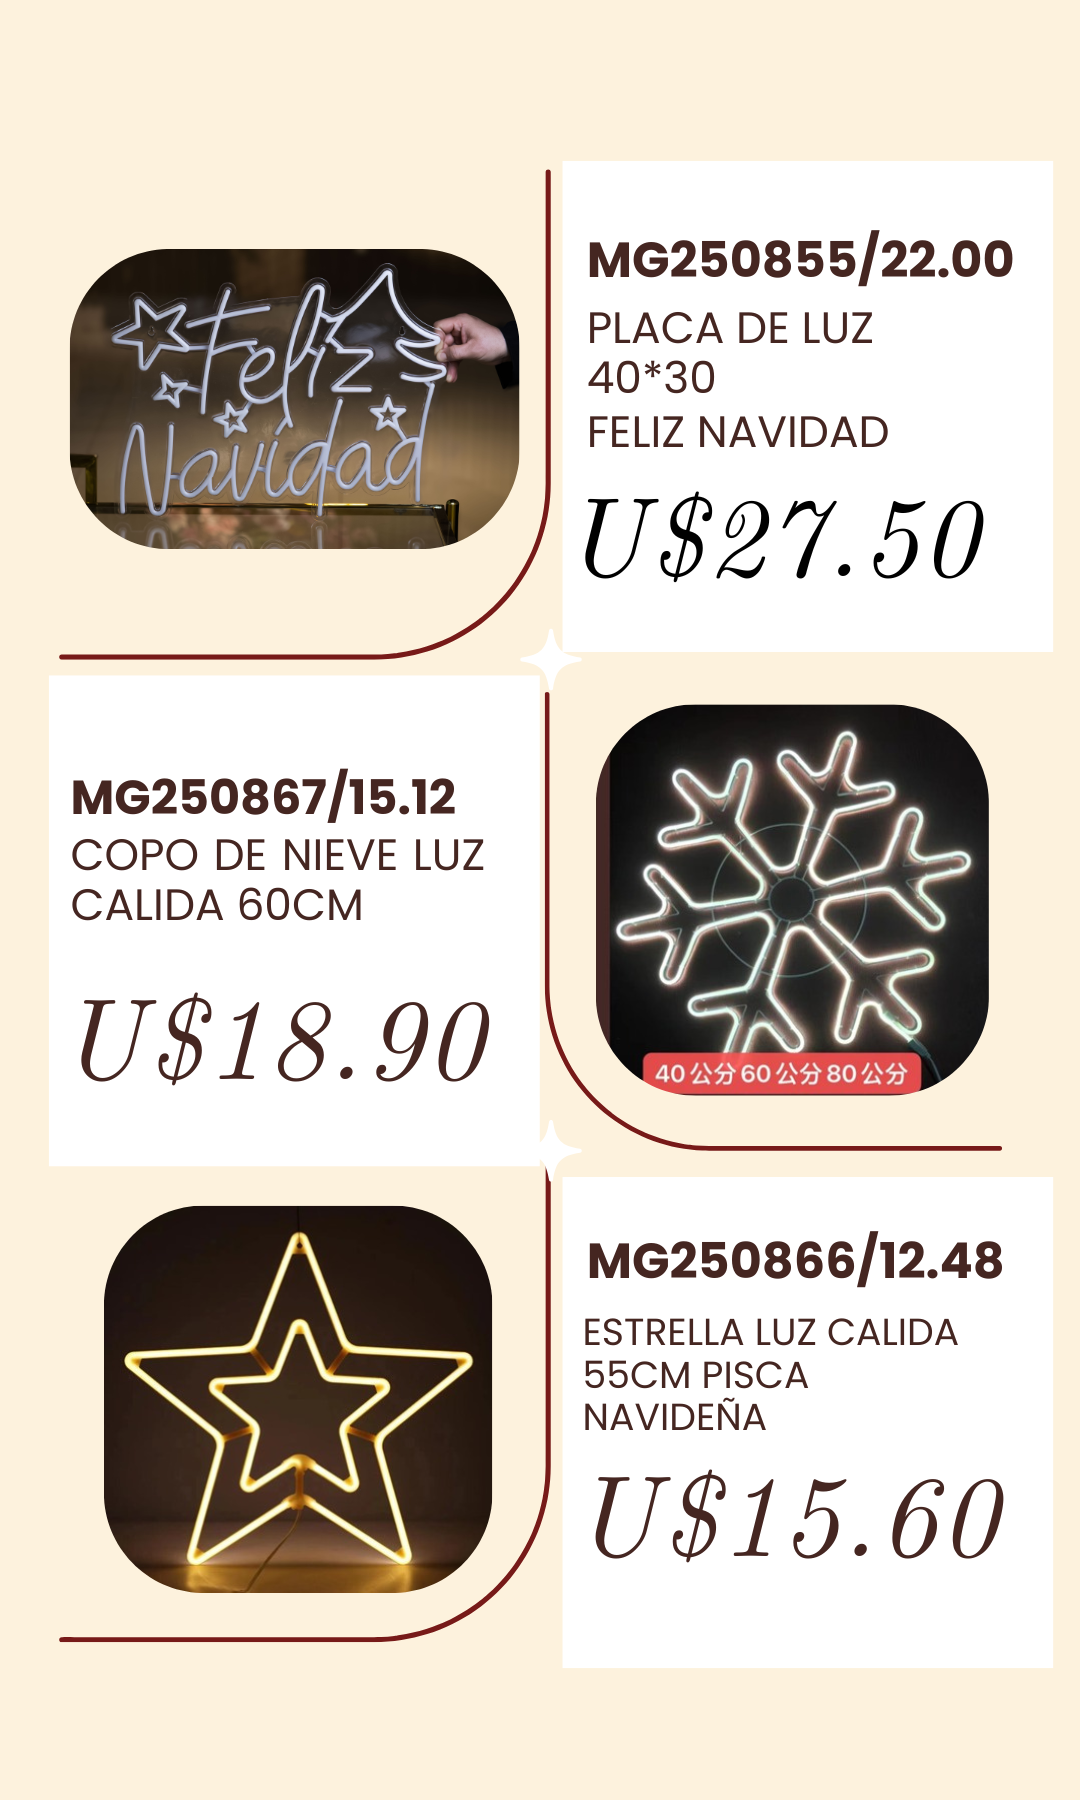 Feliz
Navidad
MG250855/22.00
PLACA DE LUZ
40*30
FELIZ NAVIDAD
U$27.50
MG250867/15.12
COPO DE NIEVE LUZ
CALIDA 60CM
U$18.90
40公分60公分80公分
MG250866/12.48
ESTRELLA LUZ CALIDA
55CM PISCA
NAVIDEÑA
U$15.60